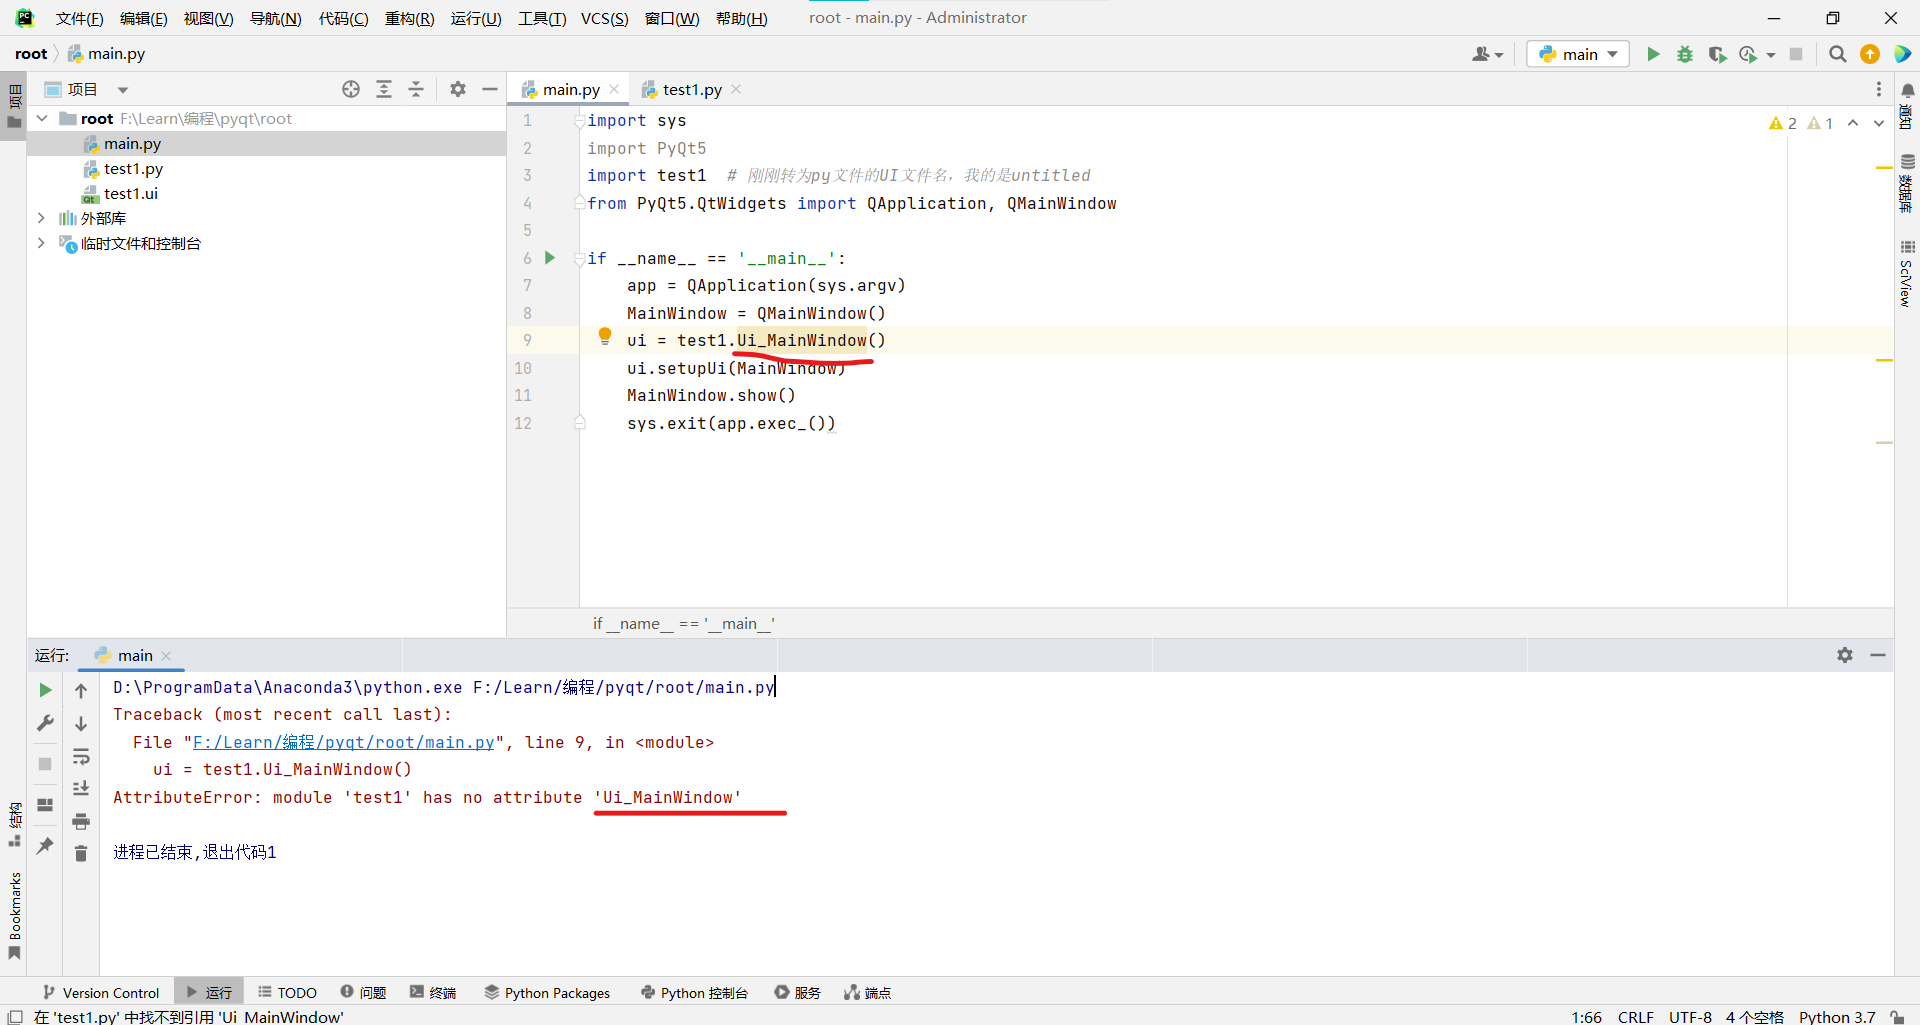 文件(F) 编辑(E) 视图(V) 导航(N) 代码(C) 重构(R) 运行(U) 工具(T) VCS(S) 窗口(W) 帮助(H) root - main.py - Administrator
root main.py
main
项目
main.py
test1.py
root F:\Learn\编程\pyqt\root
main.py
test1.py
test1.ui
外部库
临时文件和控制台
项目
结构
Bookmarks
通知
数据库
SciView
2 1
1 import sys
2 import PyQt5
3 import test1 # 刚刚转为py文件的UI文件名，我的是untitled
4 from PyQt5.QtWidgets import QApplication, QMainWindow
5
6 if __name__ == '__main__':
7 app = QApplication(sys.argv)
8 MainWindow = QMainWindow()
9 ui = test1.Ui_MainWindow()
10 ui.setupUi(MainWindow)
11 MainWindow.show()
12 sys.exit(app.exec_())
if __name__ == '__main__'
运行: main
D:\ProgramData\Anaconda3\python.exe F:/Learn/编程/pyqt/root/main.py
Traceback (most recent call last):
File "F:/Learn/编程/pyqt/root/main.py", line 9, in <module>
ui = test1.Ui_MainWindow()
AttributeError: module 'test1' has no attribute 'Ui_MainWindow'
进程已结束,退出代码1
Version Control 运行 TODO 问题 终端 Python Packages Python 控制台 服务 端点
在 'test1.py' 中找不到引用 'Ui_MainWindow' 1:66 CRLF UTF-8 4 个空格 Python 3.7